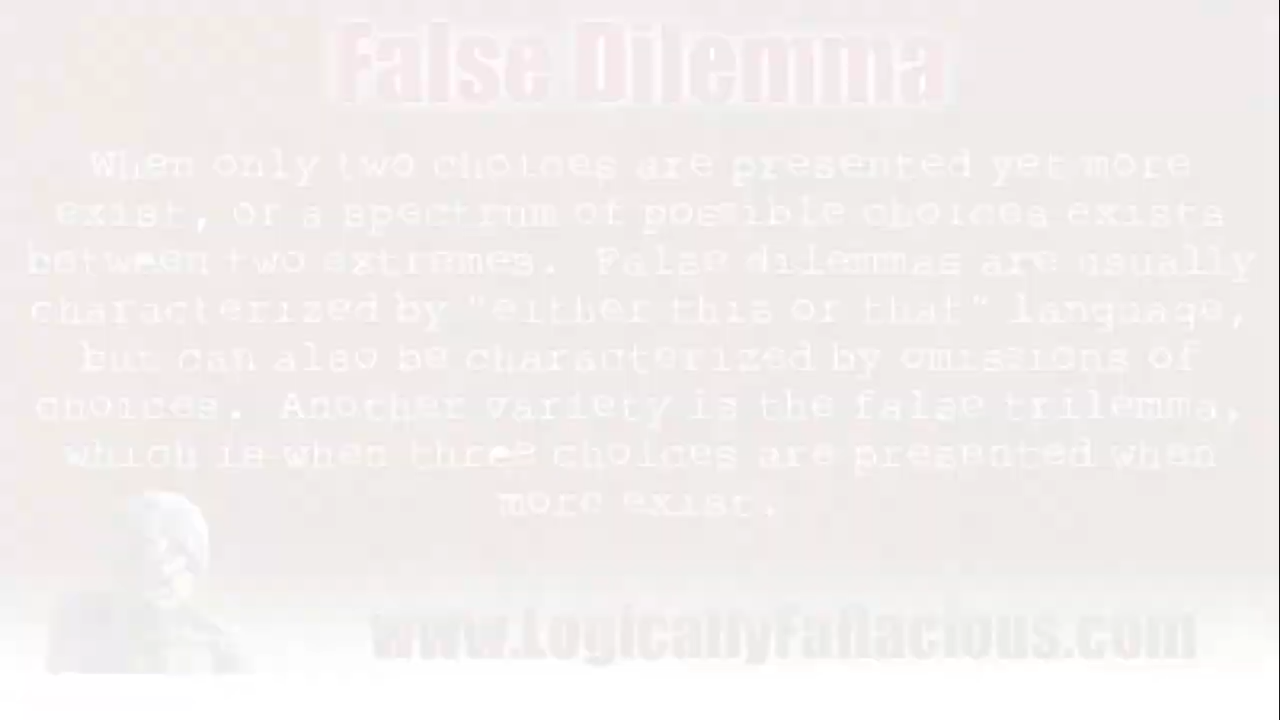 False Dilemma
When only two choices are presented yet more
exist, or a spectrum of possible choices exists
between two extremes. False dilemmas are usually
characterized by "either this or that" language,
but can also be characterized by omissions of
choices. Another variety is the false trilemma,
which is when three choices are presented when
more exist.
www.LogicallyFallacious.com